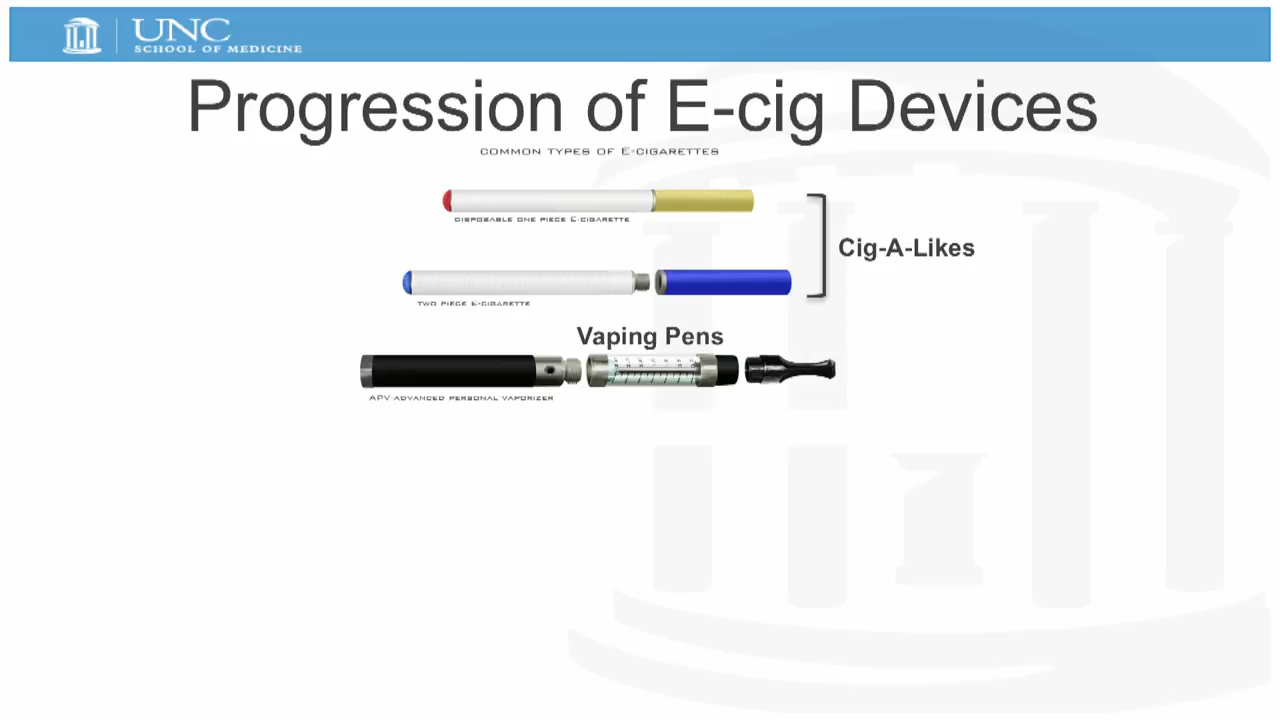 UNC
SCHOOL OF MEDICINE
Progression of E-cig Devices
COMMON TYPES OF E-CIGARETTES
DISPOSABLE ONE PIECE E-CIGARETTE
Cig-A-Likes
TWO PIECE E-CIGARETTE
Vaping Pens
APV-ADVANCED PERSONAL VAPORIZER